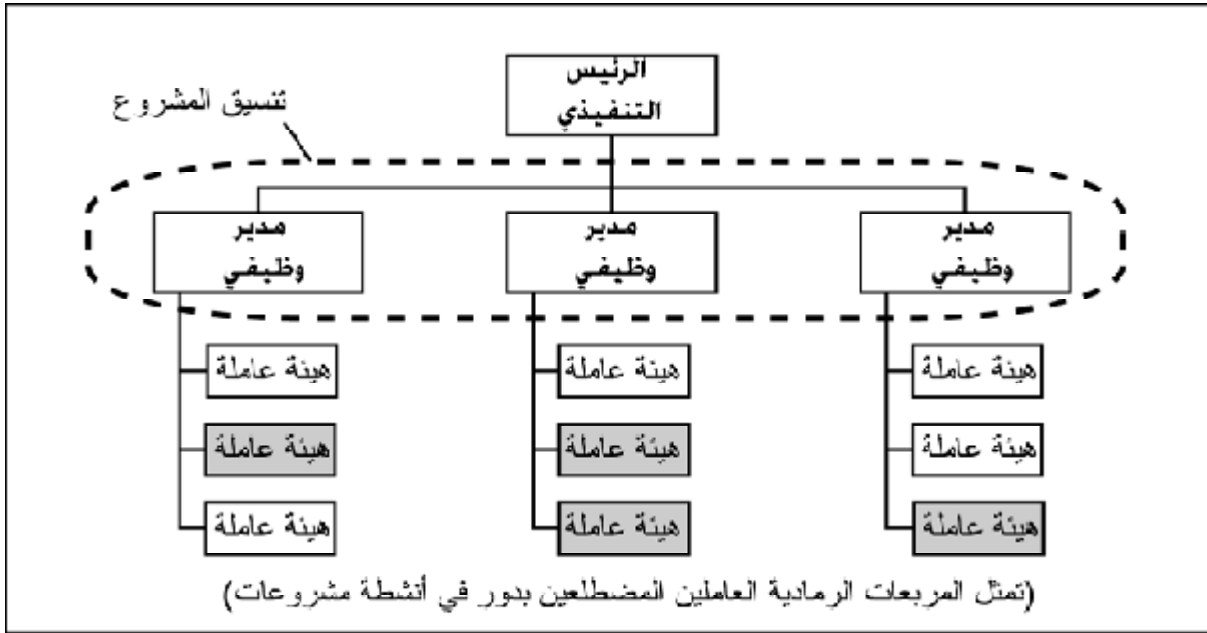 الرئيس
التنفيذي
تنسيق المشروع
مدير
وظيفي
مدير
وظيفي
مدير
وظيفي
هيئة عاملة
هيئة عاملة
هيئة عاملة
هيئة عاملة
هيئة عاملة
هيئة عاملة
هيئة عاملة
هيئة عاملة
هيئة عاملة
(تمثل المربعات الرمادية العاملين المضطلعين بدور في أنشطة مشروعات)